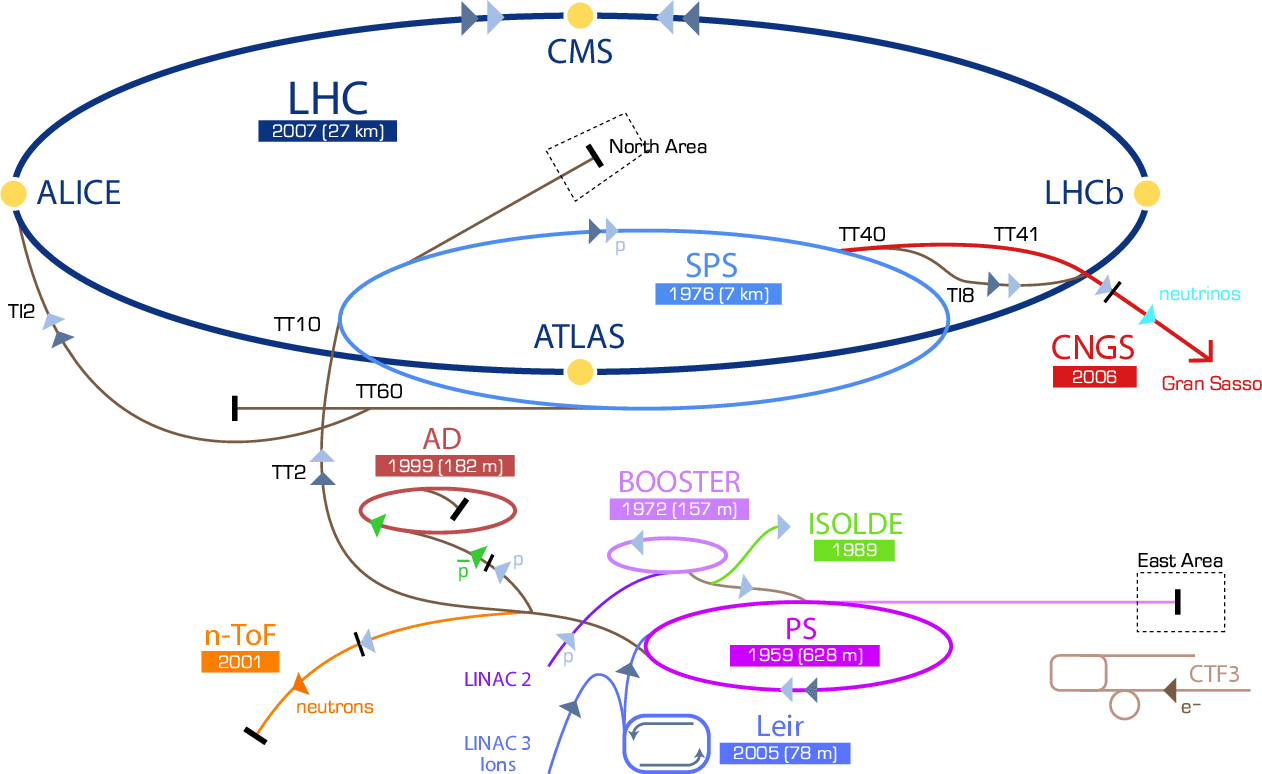 CMS
LHC
2007 (27 km)
North Area
ALICE
LHCb
TT40
TT41
p
SPS
1976 (7 km)
TI8
neutrinos
TI2
TT10
ATLAS
CNGS
2006
Gran Sasso
TT60
AD
1999 (182 m)
TT2
BOOSTER
1972 (157 m)
ISOLDE
1989
p
p̅
East Area
n-ToF
2001
PS
1959 (628 m)
p
LINAC 2
CTF3
neutrons
e-
Leir
2005 (78 m)
LINAC 3
Ions